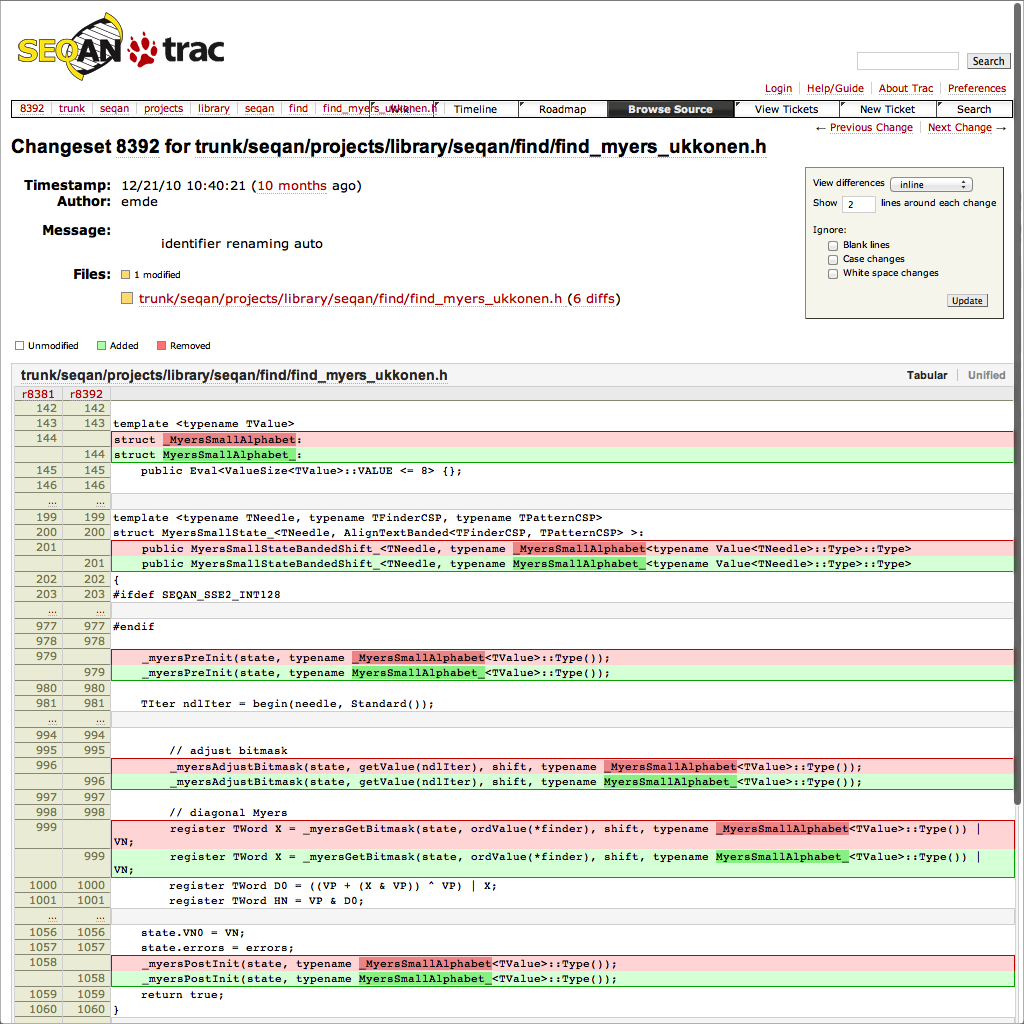 SEQAN trac
Search
Login Help/Guide About Trac Preferences
8392 trunk seqan projects library seqan find find_myers_ukkonen.h Timeline Roadmap Browse Source View Tickets New Ticket Search
← Previous Change Next Change →
Changeset 8392 for trunk/seqan/projects/library/seqan/find/find_myers_ukkonen.h
Timestamp: 12/21/10 10:40:21 (10 months ago)
Author: emde
Message:
identifier renaming auto
Files: 1 modified
trunk/seqan/projects/library/seqan/find/find_myers_ukkonen.h (6 diffs)
View differences inline
Show 2 lines around each change
Ignore:
Blank lines
Case changes
White space changes
Update
Unmodified Added Removed
trunk/seqan/projects/library/seqan/find/find_myers_ukkonen.h Tabular Unified
r8381 r8392
142 142
143 143 template <typename TValue>
144 struct _MyersSmallAlphabet:
144 struct MyersSmallAlphabet_:
145 145 public Eval<ValueSize<TValue>::VALUE <= 8> {};
146 146
… …
199 199 template <typename TNeedle, typename TFinderCSP, typename TPatternCSP>
200 200 struct MyersSmallState_<TNeedle, AlignTextBanded<TFinderCSP, TPatternCSP> >:
201 public MyersSmallStateBandedShift_<TNeedle, typename _MyersSmallAlphabet<typename Value<TNeedle>::Type>::Type>
201 public MyersSmallStateBandedShift_<TNeedle, typename MyersSmallAlphabet_<typename Value<TNeedle>::Type>::Type>
202 202 {
203 203 #ifdef SEQAN_SSE2_INT128
… …
977 977 #endif
978 978
979 _myersPreInit(state, typename _MyersSmallAlphabet<TValue>::Type());
979 _myersPreInit(state, typename MyersSmallAlphabet_<TValue>::Type());
980 980
981 981 TIter ndlIter = begin(needle, Standard());
… …
994 994
995 995 // adjust bitmask
996 _myersAdjustBitmask(state, getValue(ndlIter), shift, typename _MyersSmallAlphabet<TValue>::Type());
996 _myersAdjustBitmask(state, getValue(ndlIter), shift, typename MyersSmallAlphabet_<TValue>::Type());
997 997
998 998 // diagonal Myers
999 register TWord X = _myersGetBitmask(state, ordValue(*finder), shift, typename _MyersSmallAlphabet<TValue>::Type()) |
VN;
999 register TWord X = _myersGetBitmask(state, ordValue(*finder), shift, typename MyersSmallAlphabet_<TValue>::Type()) |
VN;
1000 1000 register TWord D0 = ((VP + (X & VP)) ^ VP) | X;
1001 1001 register TWord HN = VP & D0;
… …
1056 1056 state.VN0 = VN;
1057 1057 state.errors = errors;
1058 _myersPostInit(state, typename _MyersSmallAlphabet<TValue>::Type());
1058 _myersPostInit(state, typename MyersSmallAlphabet_<TValue>::Type());
1059 1059 return true;
1060 1060 }